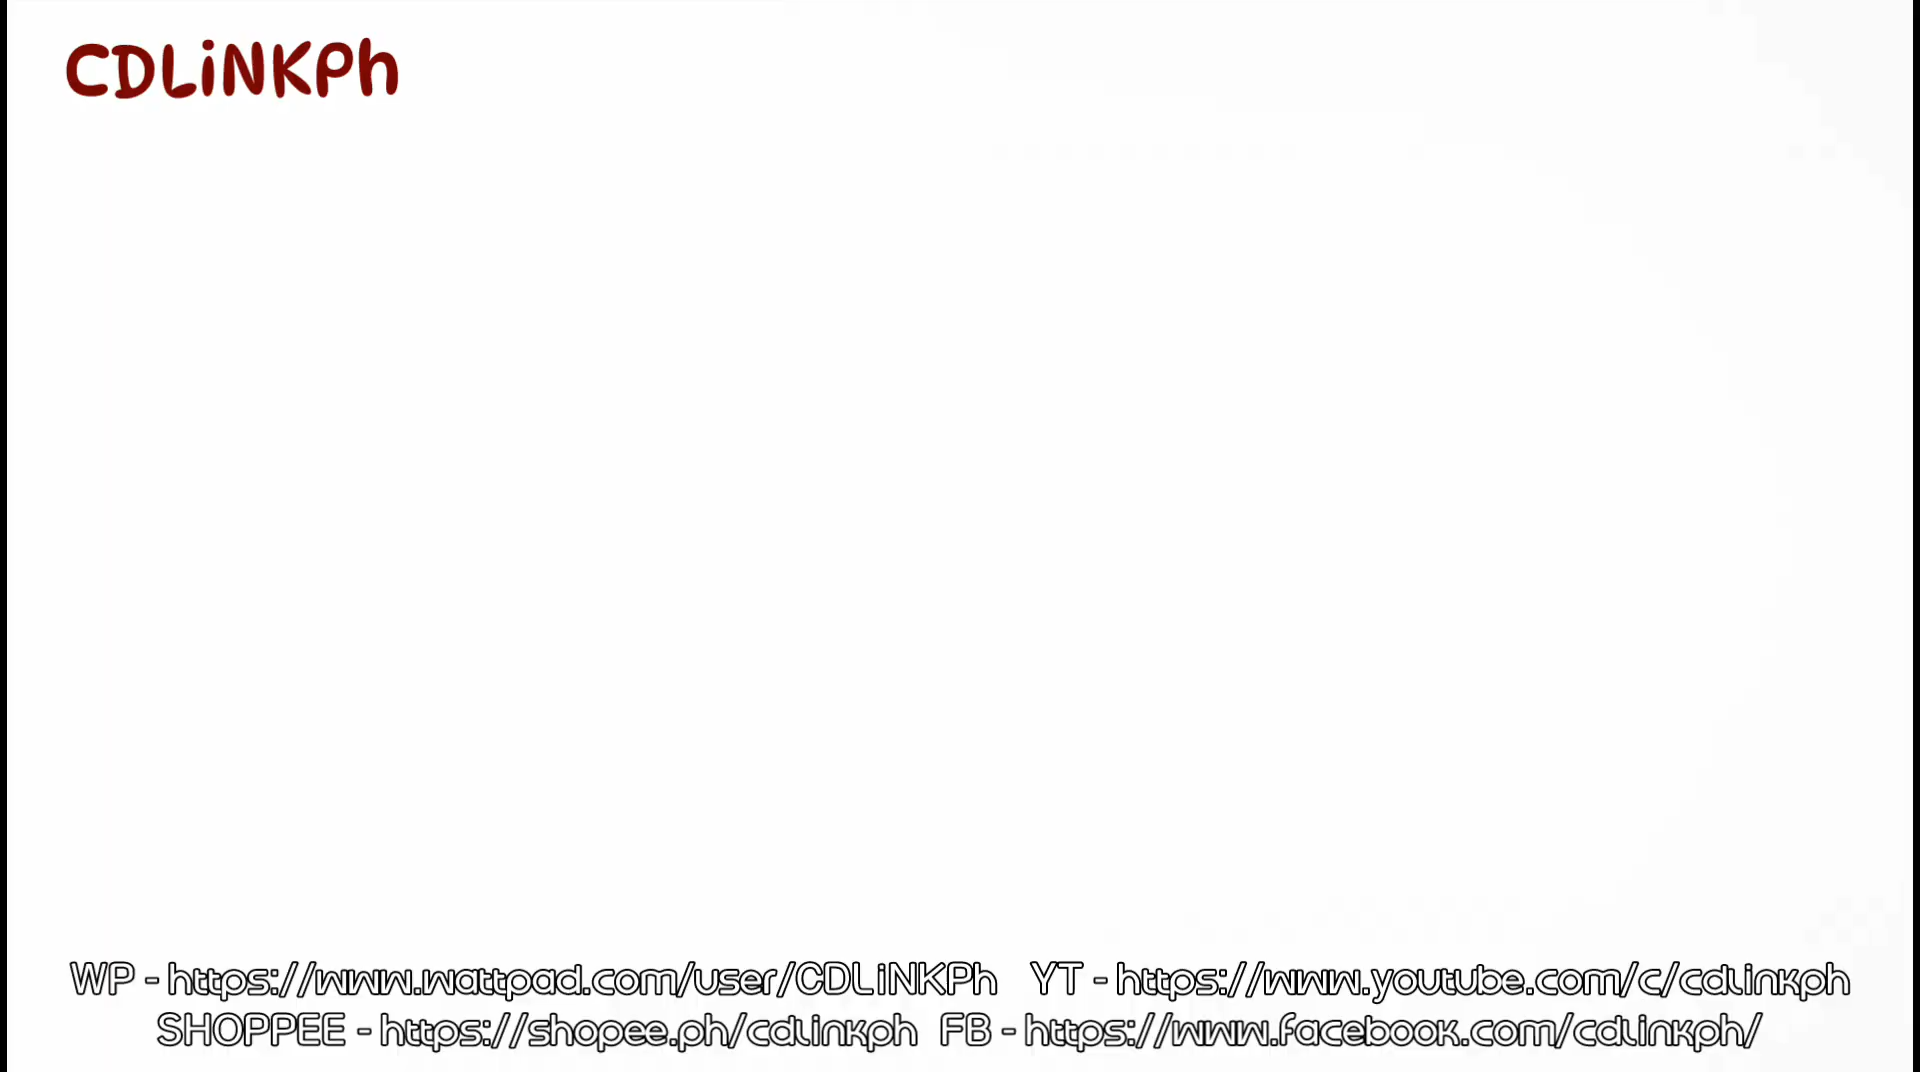 CDLiNKPh
WP - https://www.wattpad.com/user/CDLiNKPh YT - https://www.youtube.com/c/cdlinkph
SHOPPEE - https://shopee.ph/cdlinkph FB - https://www.facebook.com/cdlinkph/